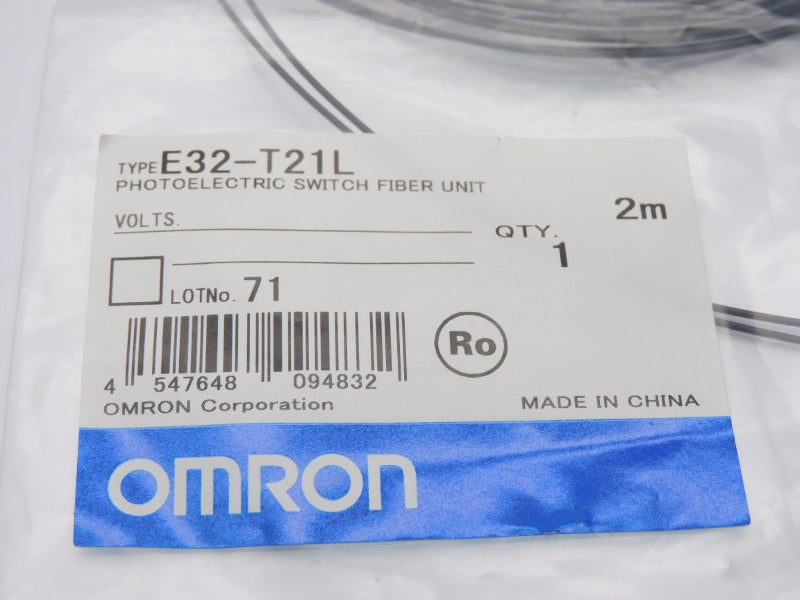 TYPE E32-T21L
PHOTOELECTRIC SWITCH FIBER UNIT
2m
VOLTS.
QTY. 1
LOTNo. 71
Ro
4 547648 094832
OMRON Corporation
MADE IN CHINA
OMRON